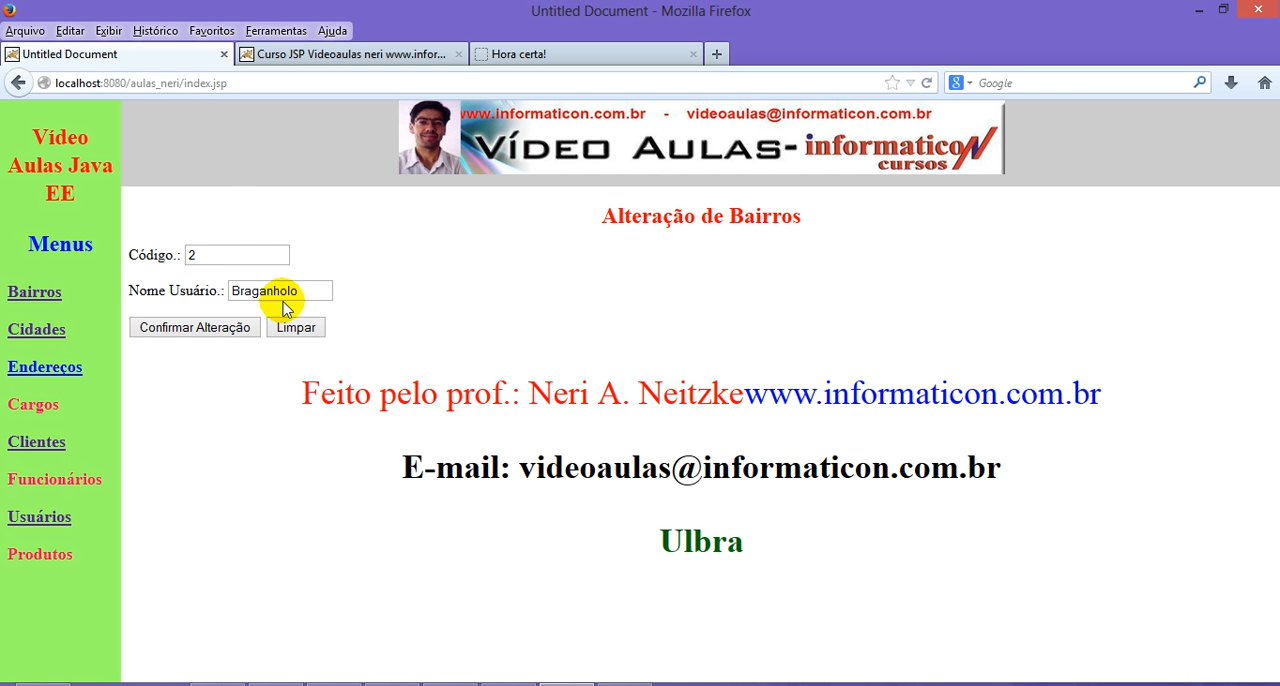 Untitled Document - Mozilla Firefox
Arquivo Editar Exibir Histórico Favoritos Ferramentas Ajuda
Untitled Document × Curso JSP Videoaulas neri www.infor... × Hora certa! × +
localhost:8080/aulas_neri/index.jsp
8 Google
www.informaticon.com.br - videoaulas@informaticon.com.br
VÍDEO AULAS- informaticoN
cursos
Vídeo
Aulas Java
EE
Menus
Bairros
Cidades
Endereços
Cargos
Clientes
Funcionários
Usuários
Produtos
Alteração de Bairros
Código.: 2
Nome Usuário.: Braganholo
Confirmar Alteração Limpar
Feito pelo prof.: Neri A. Neitzkewww.informaticon.com.br
E-mail: videoaulas@informaticon.com.br
Ulbra